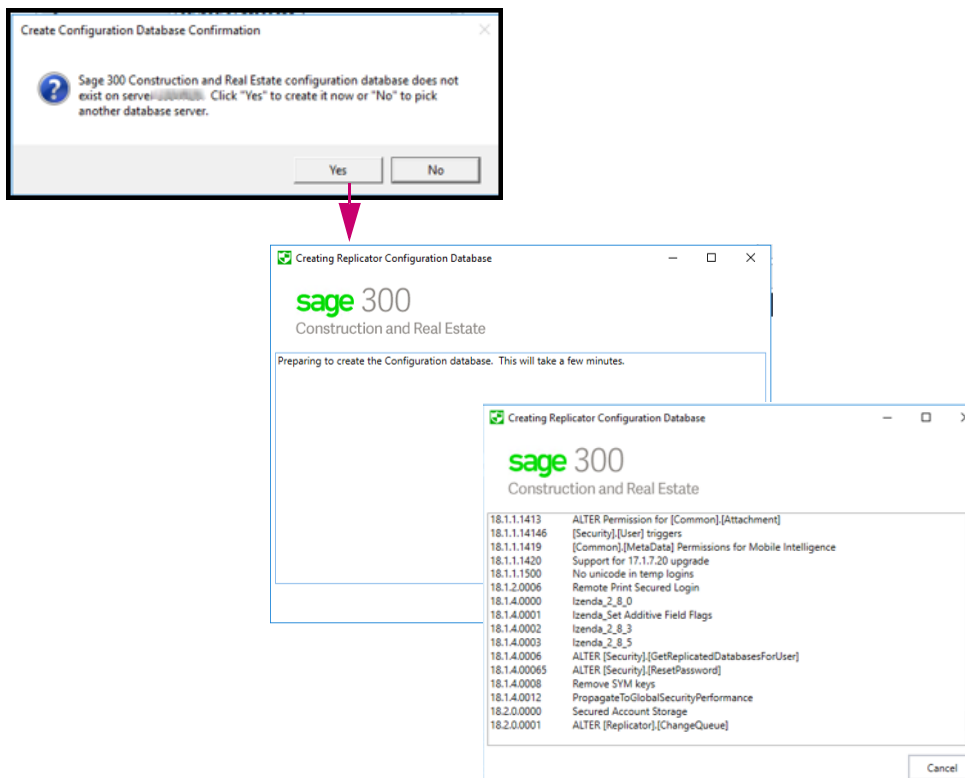 Create Configuration Database Confirmation
Sage 300 Construction and Real Estate configuration database does not
exist on server Click "Yes" to create it now or "No" to pick
another database server.
Yes No
Creating Replicator Configuration Database
sage 300
Construction and Real Estate
Preparing to create the Configuration database. This will take a few minutes.
Creating Replicator Configuration Database
sage 300
Construction and Real Estate
18.1.1.1413 ALTER Permission for [Common].[Attachment]
18.1.1.14146 [Security].[User] triggers
18.1.1.1419 [Common].[MetaData] Permissions for Mobile Intelligence
18.1.1.1420 Support for 17.1.7.20 upgrade
18.1.1.1500 No unicode in temp logins
18.1.2.0006 Remote Print Secured Login
18.1.4.0000 Izenda_2_8_0
18.1.4.0001 Izenda_Set Additive Field Flags
18.1.4.0002 Izenda_2_8_3
18.1.4.0003 Izenda_2_8_5
18.1.4.0006 ALTER [Security].[GetReplicatedDatabasesForUser]
18.1.4.00065 ALTER [Security].[ResetPassword]
18.1.4.0008 Remove SYM keys
18.1.4.0012 PropagateToGlobalSecurityPerformance
18.2.0.0000 Secured Account Storage
18.2.0.0001 ALTER [Replicator].[ChangeQueue]
Cancel